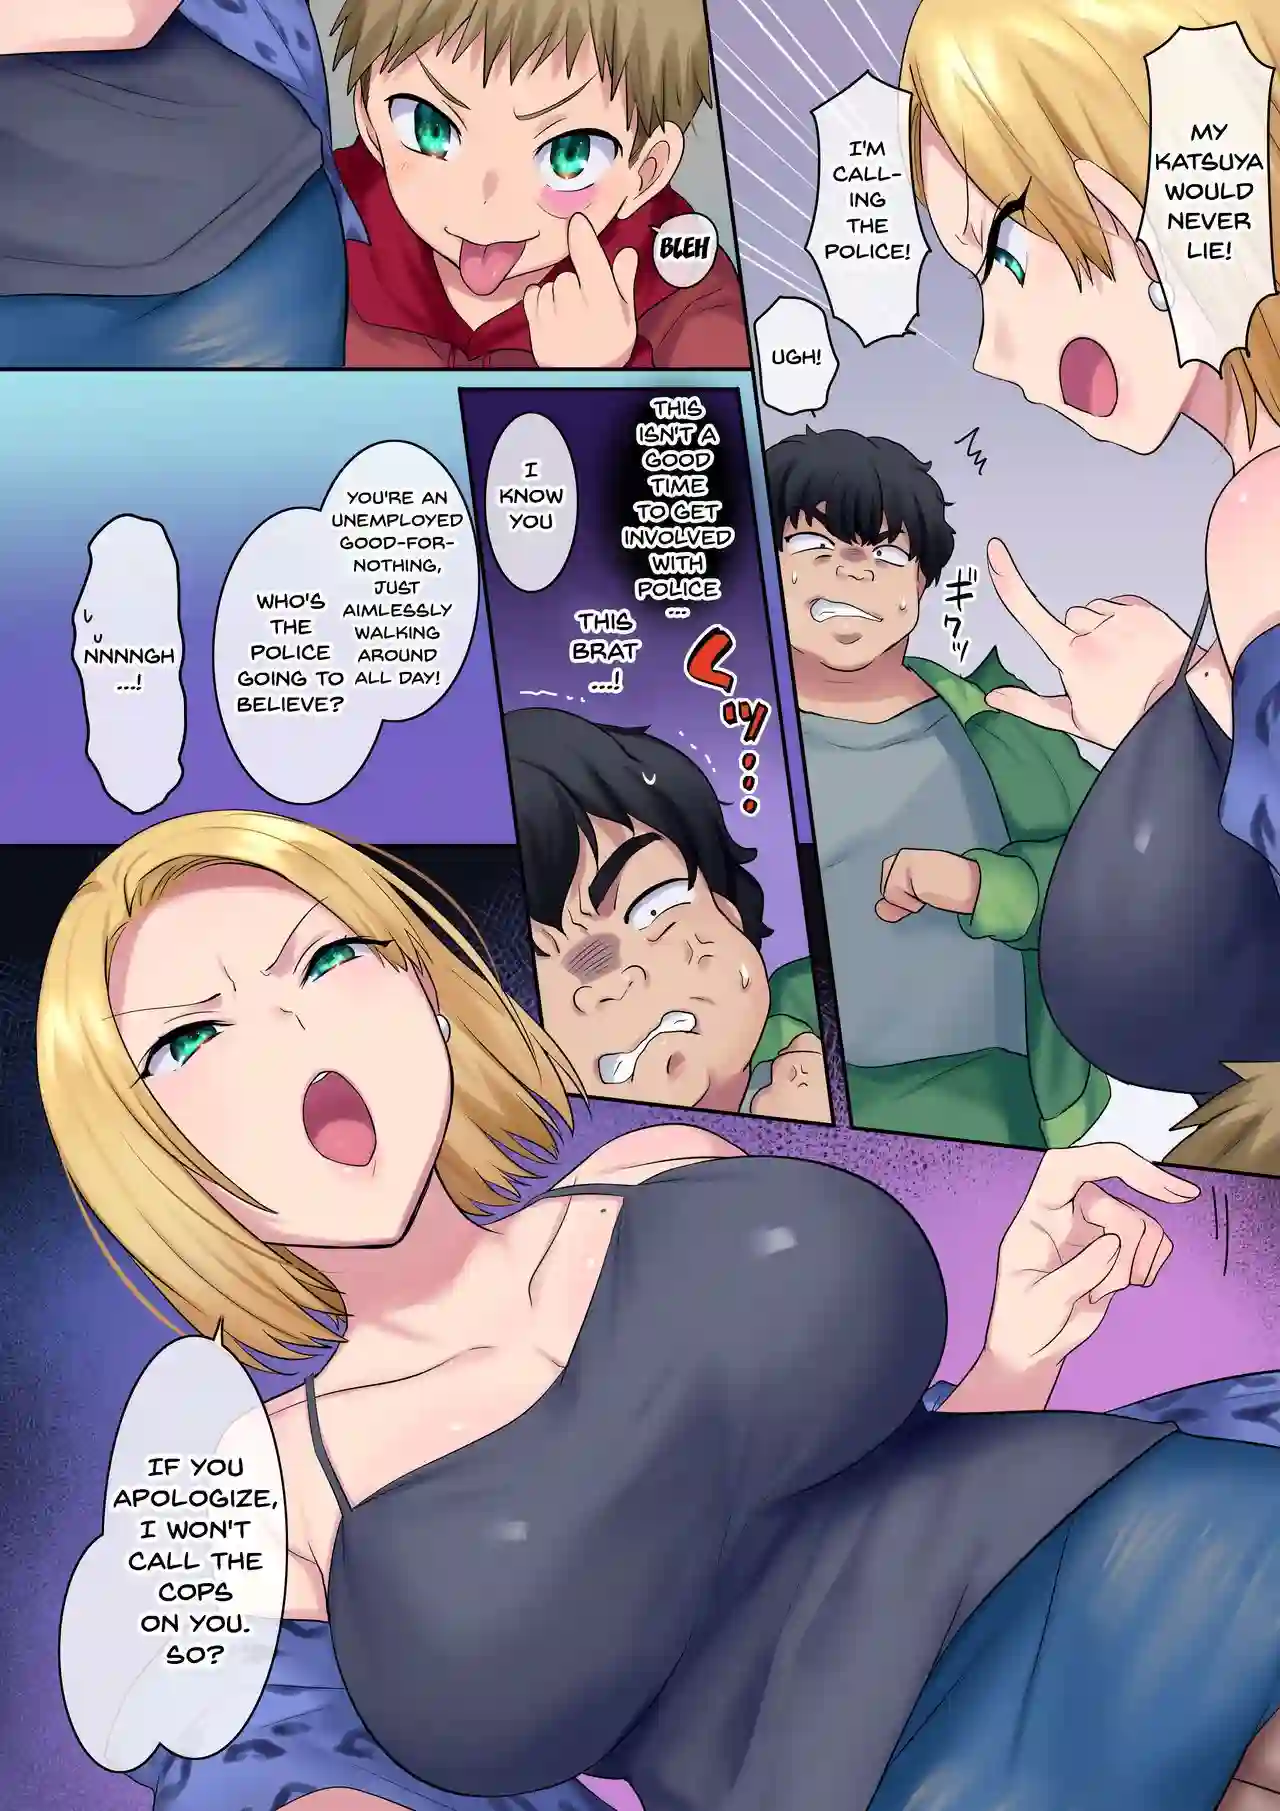 MY
KATSUYA
WOULD
NEVER
LIE!
I'M
CALL-
ING
THE
POLICE!
BLEH
UGH!
ギクッ
THIS
ISN'T A
GOOD
TIME
TO GET
INVOLVED
WITH
POLICE
...
THIS
BRAT
...!
くッ...
I
KNOW
YOU
YOU'RE AN
UNEMPLOYED
GOOD-FOR-
NOTHING,
JUST
AIMLESSLY
WALKING
AROUND
ALL DAY!
WHO'S
THE
POLICE
GOING TO
BELIEVE?
NNNNGH
...!
IF YOU
APOLOGIZE,
I WON'T
CALL THE
COPS
ON YOU.
SO?